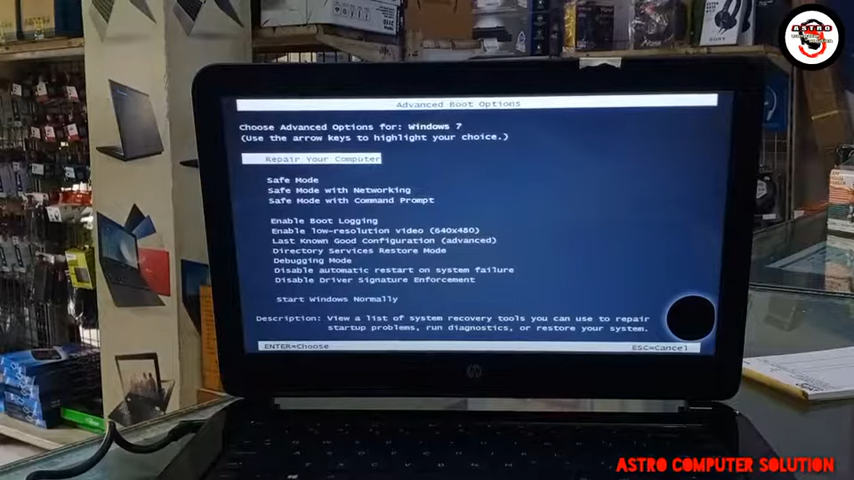 ASTRO
SONY
Advanced Boot Options
Choose Advanced Options for: Windows 7
(Use the arrow keys to highlight your choice.)
Repair Your Computer
Safe Mode
Safe Mode with Networking
Safe Mode with Command Prompt
Enable Boot Logging
Enable low-resolution video (640x480)
Last Known Good Configuration (advanced)
Directory Services Restore Mode
Debugging Mode
Disable automatic restart on system failure
Disable Driver Signature Enforcement
Start Windows Normally
Description: View a list of system recovery tools you can use to repair
startup problems, run diagnostics, or restore your system.
ENTER=Choose
ESC=Cancel
hp
ASTRO COMPUTER SOLUTION